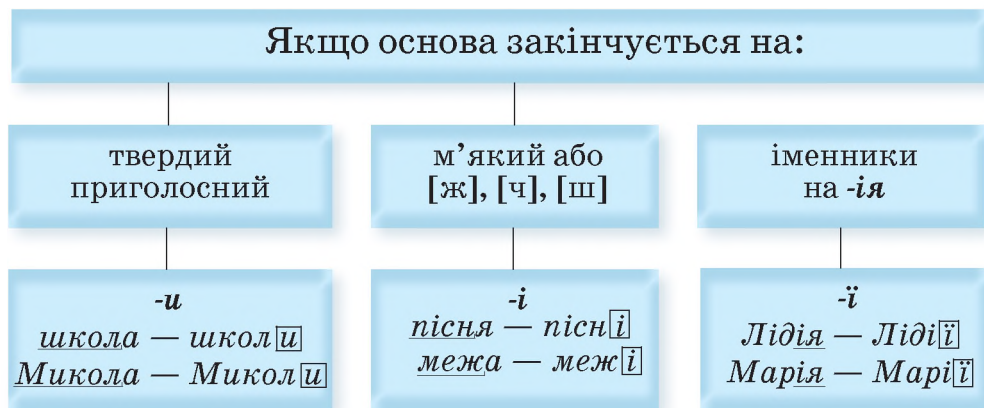 Якщо основа закінчується на:
твердий
приголосний
м’який або
[ж], [ч], [ш]
іменники
на -ія
-и
школа — школи
Микола — Миколи
-і
пісня — пісні
межа — межі
-ї
Лідія — Лідії
Марія — Марії